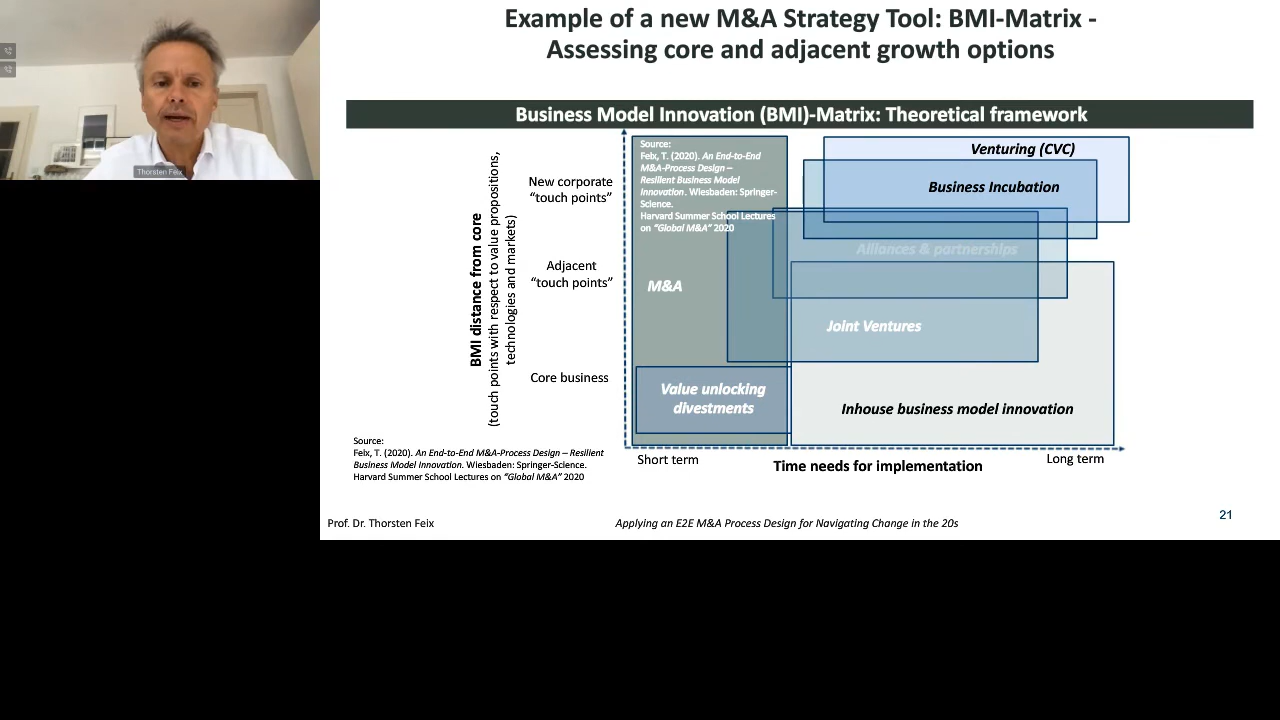 Example of a new M&A Strategy Tool: BMI-Matrix -
Assessing core and adjacent growth options
Thorsten Feix
Business Model Innovation (BMI)-Matrix: Theoretical framework
BMI distance from core
(touch points with respect to value propositions,
technologies and markets)
New corporate
“touch points”
Adjacent
“touch points”
Core business
Source:
Feix, T. (2020). An End-to-End
M&A-Process Design –
Resilient Business Model
Innovation. Wiesbaden: Springer-
Science.
Harvard Summer School Lectures
on “Global M&A” 2020
Venturing (CVC)
Business Incubation
Alliances & partnerships
M&A
Joint Ventures
Value unlocking
divestments
Inhouse business model innovation
Short term
Time needs for implementation
Long term
Source:
Feix, T. (2020). An End-to-End M&A-Process Design – Resilient
Business Model Innovation. Wiesbaden: Springer-Science.
Harvard Summer School Lectures on “Global M&A” 2020
Prof. Dr. Thorsten Feix
Applying an E2E M&A Process Design for Navigating Change in the 20s
21